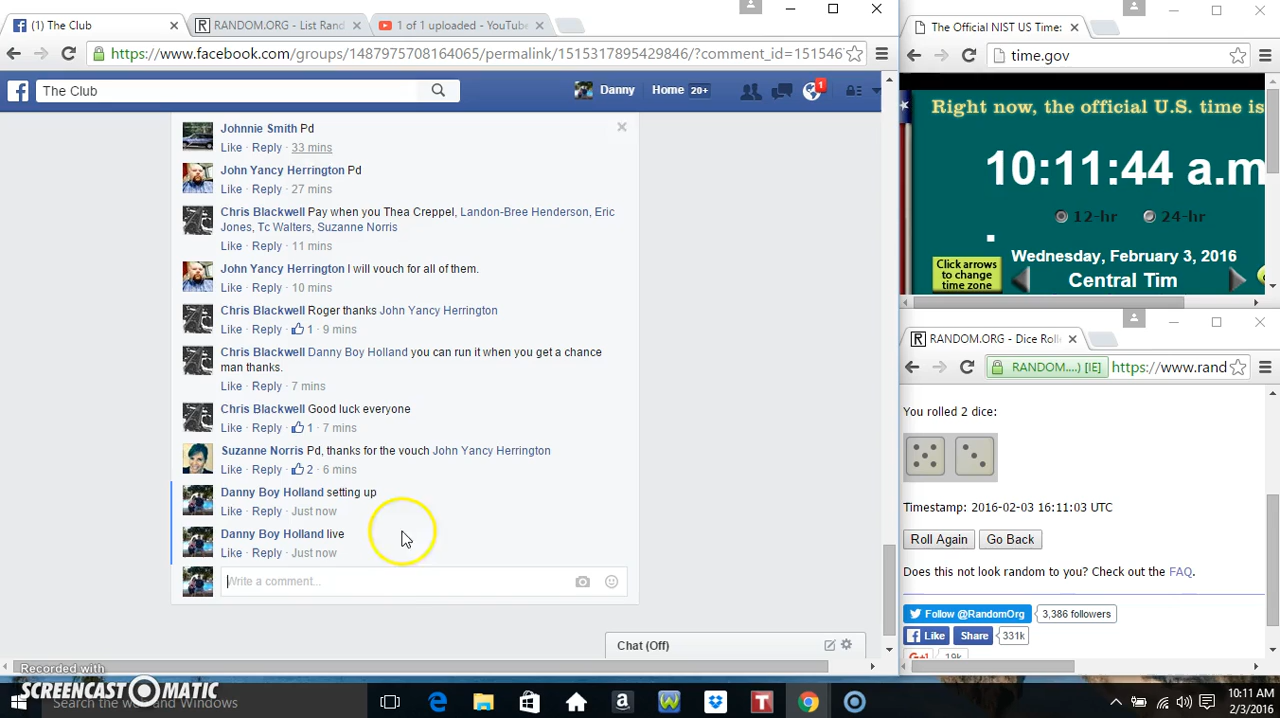 (1) The Club
RANDOM.ORG - List Rand
1 of 1 uploaded - YouTube
https://www.facebook.com/groups/1487975708164065/permalink/1515317895429846/?comment_id=151546
The Club
Danny
Home 20+
1
Johnnie Smith Pd
Like · Reply · 33 mins
John Yancy Herrington Pd
Like · Reply · 27 mins
Chris Blackwell Pay when you Thea Creppel, Landon-Bree Henderson, Eric
Jones, Tc Walters, Suzanne Norris
Like · Reply · 11 mins
John Yancy Herrington I will vouch for all of them.
Like · Reply · 10 mins
Chris Blackwell Roger thanks John Yancy Herrington
Like · Reply · 1 · 9 mins
Chris Blackwell Danny Boy Holland you can run it when you get a chance
man thanks.
Like · Reply · 7 mins
Chris Blackwell Good luck everyone
Like · Reply · 1 · 7 mins
Suzanne Norris Pd, thanks for the vouch John Yancy Herrington
Like · Reply · 2 · 6 mins
Danny Boy Holland setting up
Like · Reply · Just now
Danny Boy Holland live
Like · Reply · Just now
Write a comment...
Chat (Off)
The Official NIST US Time:
time.gov
Right now, the official U.S. time is
10:11:44 a.m
12-hr 24-hr
Wednesday, February 3, 2016
Click arrows
to change
time zone
Central Tim
RANDOM.ORG - Dice Roll
RANDOM....) [IE] https://www.rand
You rolled 2 dice:
Timestamp: 2016-02-03 16:11:03 UTC
Roll Again Go Back
Does this not look random to you? Check out the FAQ.
Follow @RandomOrg 3,386 followers
Like Share 331k
19k
Recorded with
SCREENCAST-O-MATIC
Search the web and Windows
10:11 AM
2/3/2016